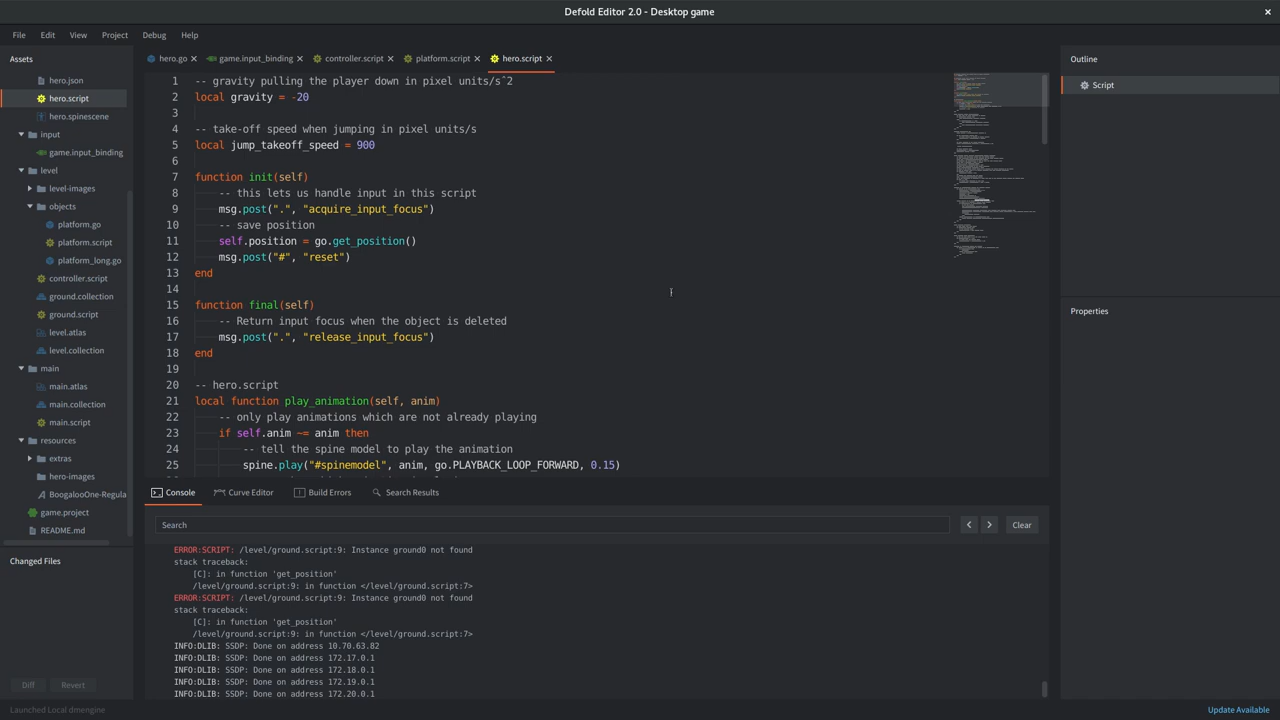 Defold Editor 2.0 - Desktop game
File Edit View Project Debug Help
Assets
hero.json
hero.script
hero.spinescene
input
game.input_binding
level
level-images
objects
platform.go
platform.script
platform_long.go
controller.script
ground.collection
ground.script
level.atlas
level.collection
main
main.atlas
main.collection
main.script
resources
extras
hero-images
BoogalooOne-Regula
game.project
README.md
Changed Files
Diff Revert
Launched Local dmengine
hero.go game.input_binding controller.script platform.script hero.script
1 -- gravity pulling the player down in pixel units/s^2
2 local gravity = -20
3
4 -- take-off speed when jumping in pixel units/s
5 local jump_takeoff_speed = 900
6
7 function init(self)
8 -- this lets us handle input in this script
9 msg.post(".", "acquire_input_focus")
10 -- save position
11 self.position = go.get_position()
12 msg.post("#", "reset")
13 end
14
15 function final(self)
16 -- Return input focus when the object is deleted
17 msg.post(".", "release_input_focus")
18 end
19
20 -- hero.script
21 local function play_animation(self, anim)
22 -- only play animations which are not already playing
23 if self.anim ~= anim then
24 -- tell the spine model to play the animation
25 spine.play("#spinemodel", anim, go.PLAYBACK_LOOP_FORWARD, 0.15)
Console Curve Editor Build Errors Search Results
Search
Clear
ERROR:SCRIPT: /level/ground.script:9: Instance ground0 not found
stack traceback:
[C]: in function 'get_position'
/level/ground.script:9: in function </level/ground.script:7>
ERROR:SCRIPT: /level/ground.script:9: Instance ground0 not found
stack traceback:
[C]: in function 'get_position'
/level/ground.script:9: in function </level/ground.script:7>
INFO:DLIB: SSDP: Done on address 10.70.63.82
INFO:DLIB: SSDP: Done on address 172.17.0.1
INFO:DLIB: SSDP: Done on address 172.18.0.1
INFO:DLIB: SSDP: Done on address 172.19.0.1
INFO:DLIB: SSDP: Done on address 172.20.0.1
Outline
Script
Properties
Update Available